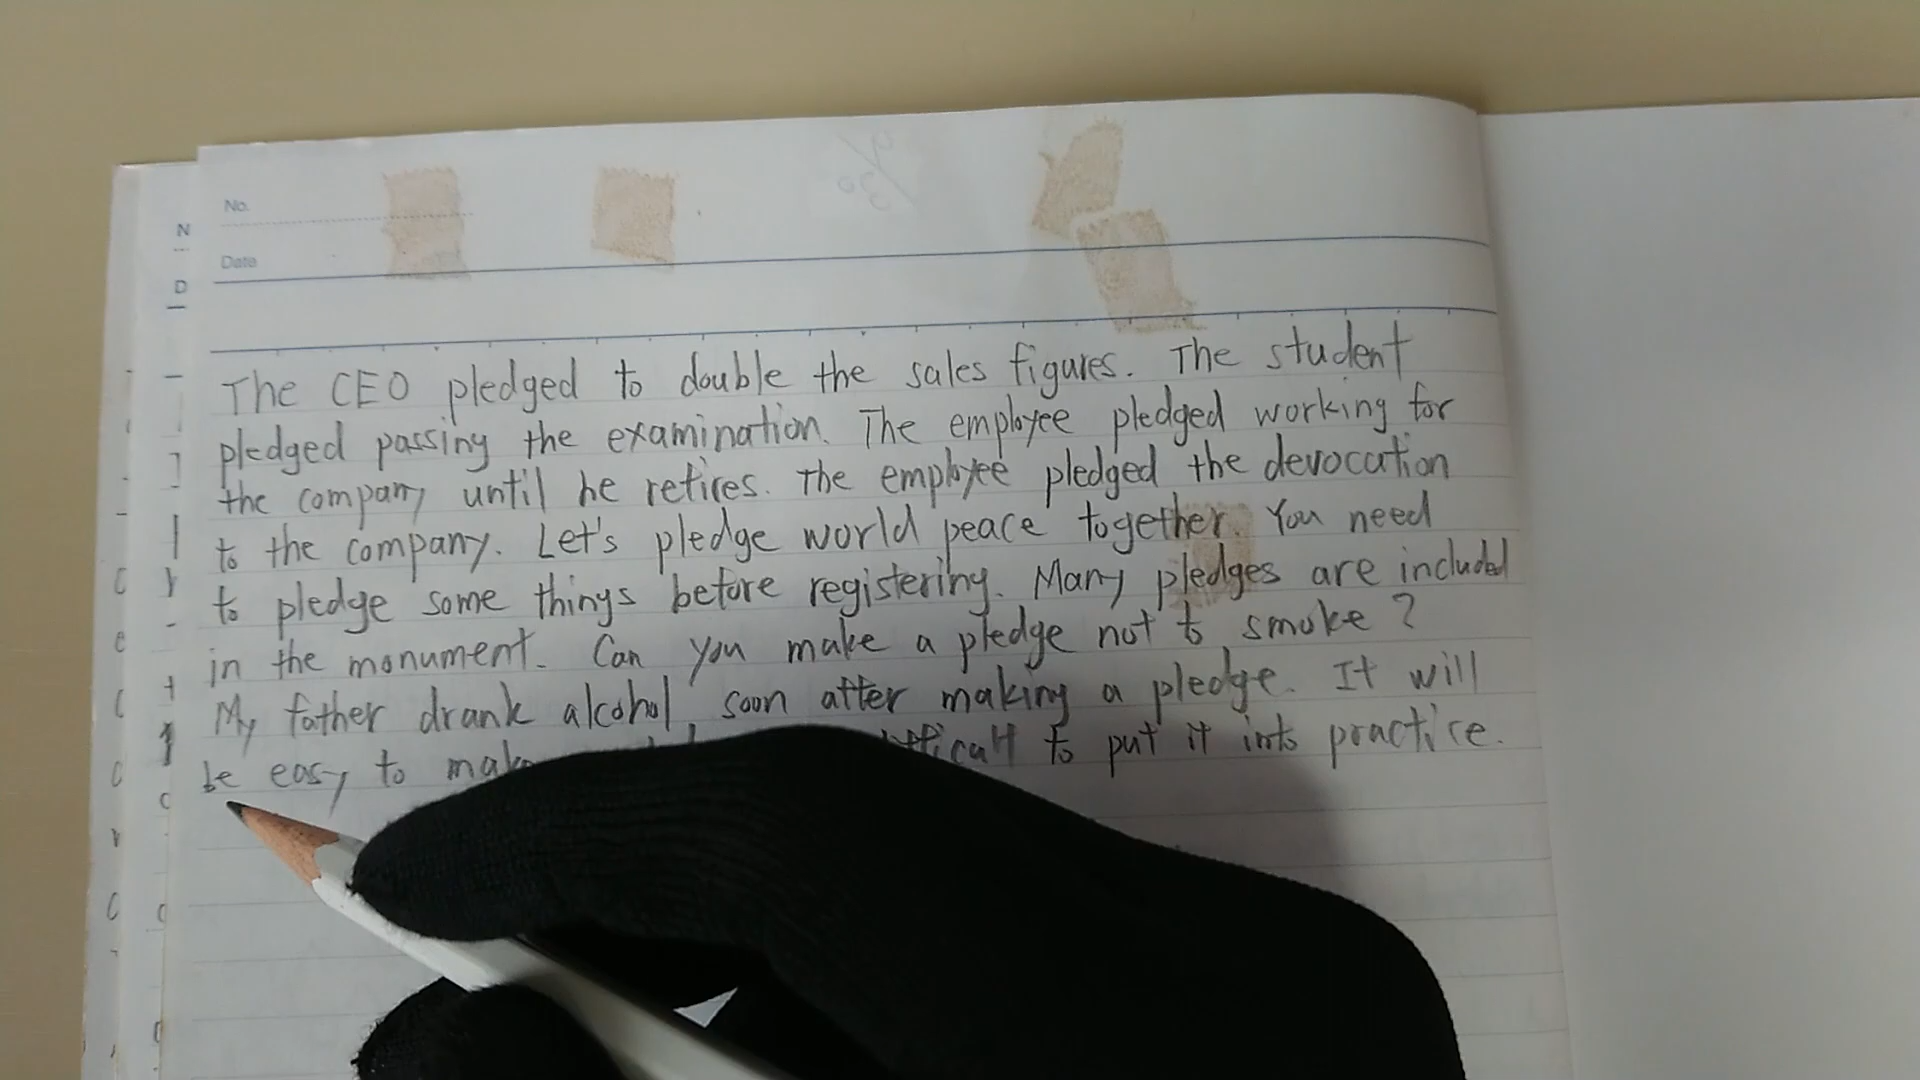 No.
Date
The CEO pledged to double the sales figures. The student
pledged passing the examination. The employee pledged working for
the company until he retires. The employee pledged the devocation
to the company. Let's pledge world peace together. You need
to pledge some things before registering. Many pledges are included
in the monument. Can you make a pledge not to smoke?
My father drank alcohol soon after making a pledge. It will
be easy to make to put it into practice.